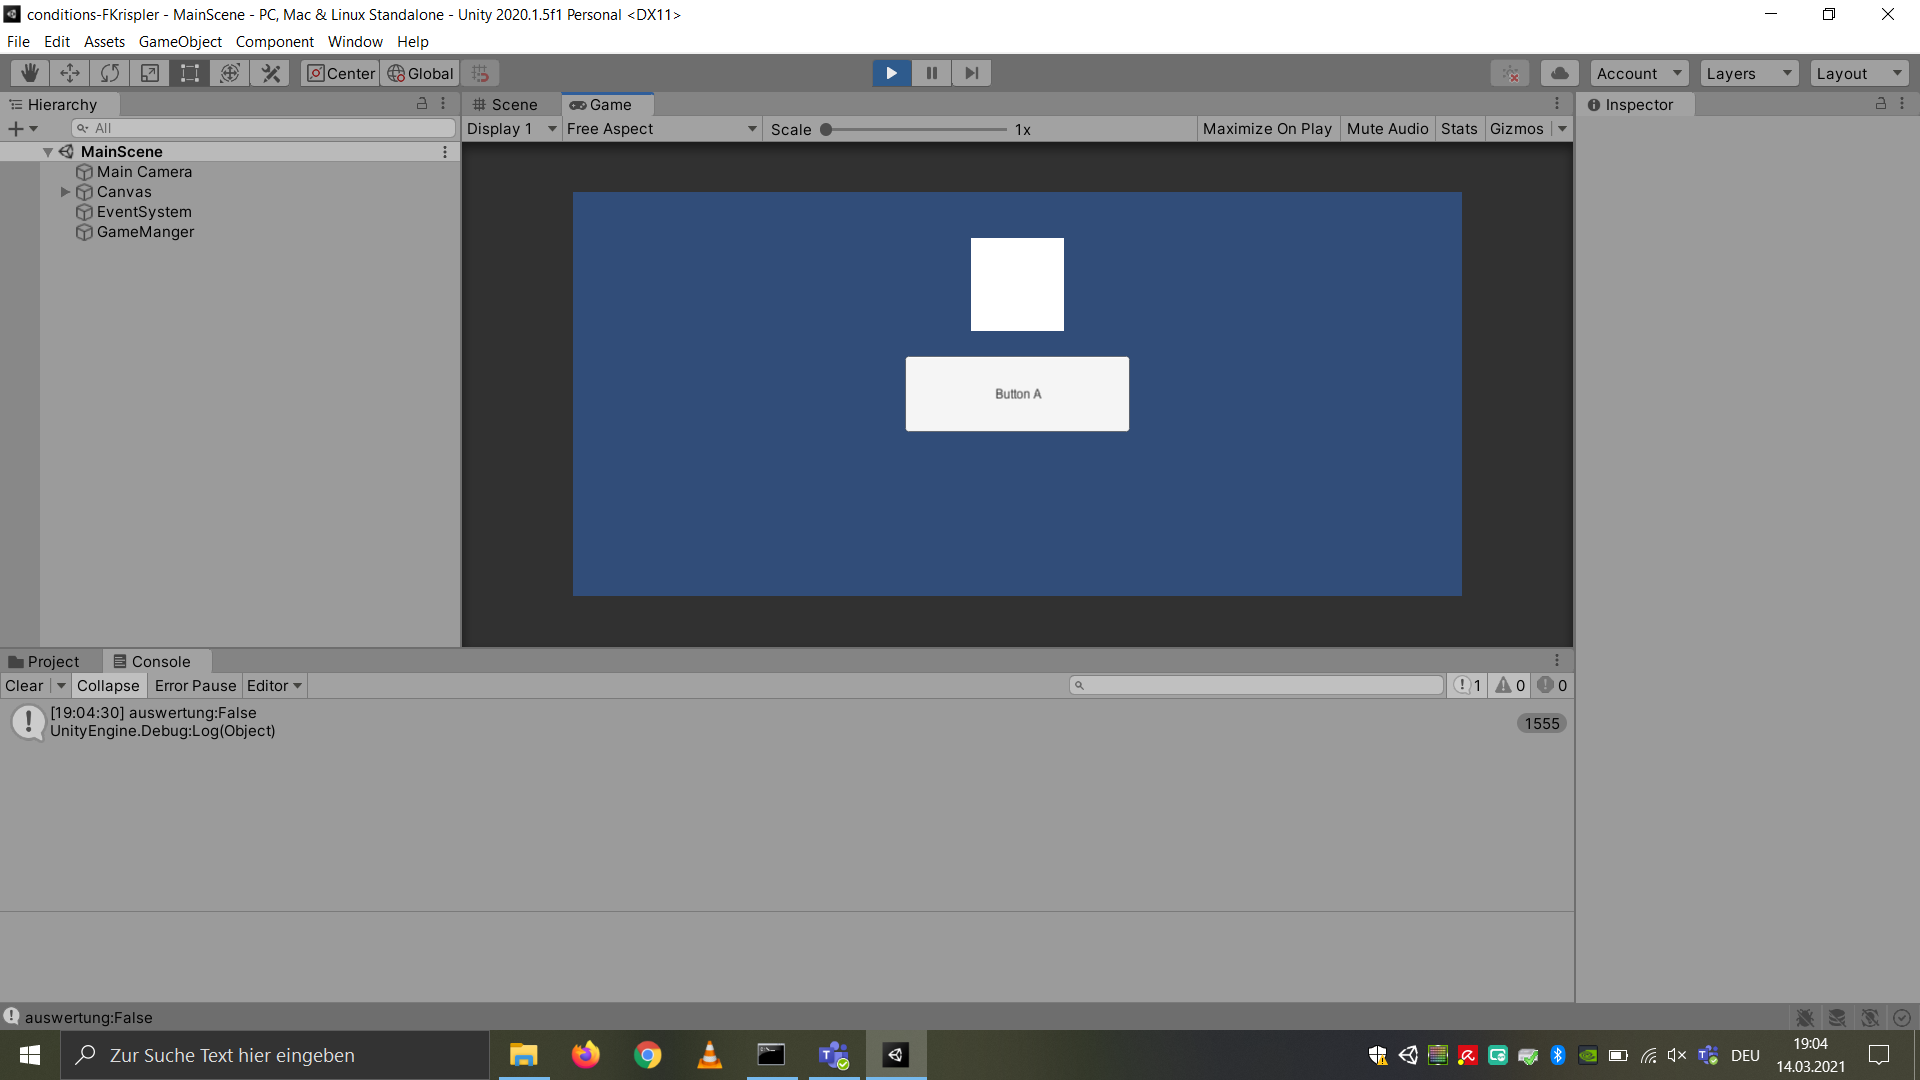 conditions-FKrispler - MainScene - PC, Mac & Linux Standalone - Unity 2020.1.5f1 Personal <DX11>
File Edit Assets GameObject Component Window Help
Center Global Account Layers Layout
Hierarchy Scene Game Inspector
All Display 1 Free Aspect Scale 1x Maximize On Play Mute Audio Stats Gizmos
MainScene
Main Camera
Canvas
EventSystem
GameManger
Button A
Project Console
Clear Collapse Error Pause Editor 1 0 0
[19:04:30] auswertung:False
UnityEngine.Debug:Log(Object)
1555
auswertung:False
Zur Suche Text hier eingeben
DEU
19:04
14.03.2021